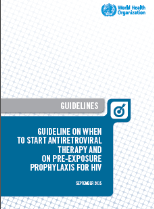 World Health
Organization
GUIDELINES
GUIDELINE ON WHEN
TO START ANTIRETROVIRAL
THERAPY AND
ON PRE-EXPOSURE
PROPHYLAXIS FOR HIV
SEPTEMBER 2015